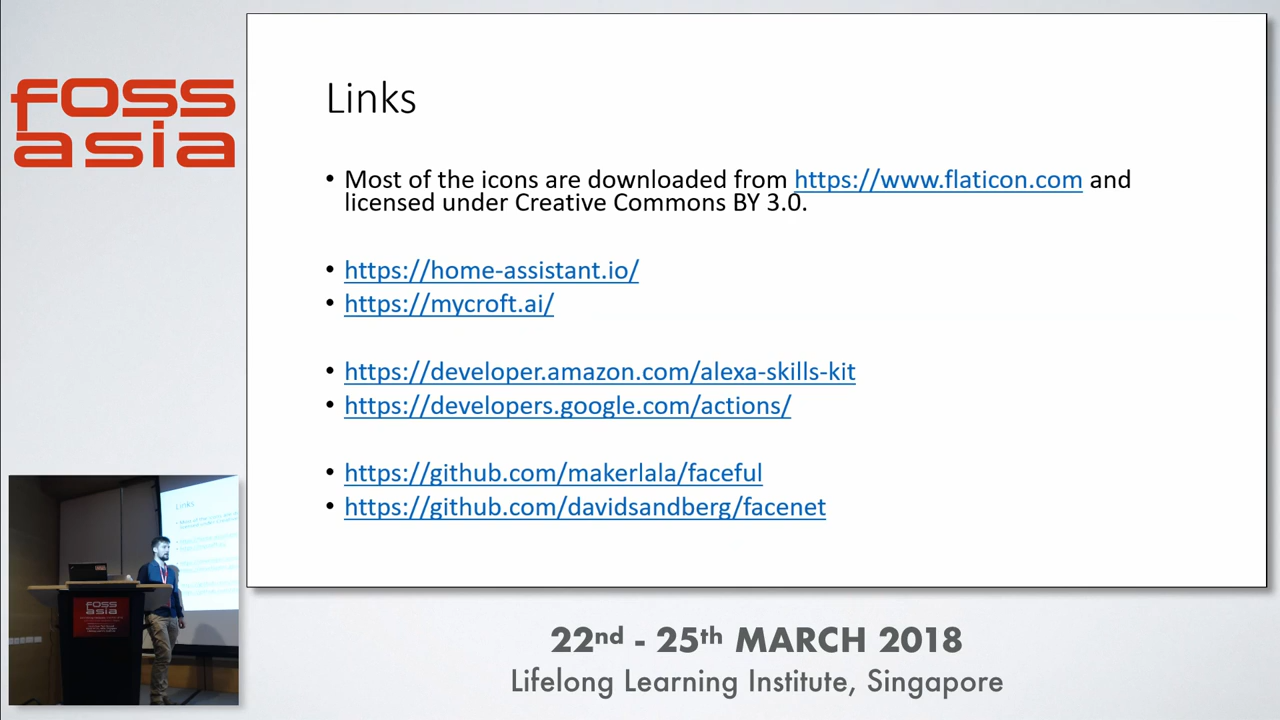 foss
asia
Links
• Most of the icons are downloaded from https://www.flaticon.com and
licensed under Creative Commons BY 3.0.
• https://home-assistant.io/
• https://mycroft.ai/
• https://developer.amazon.com/alexa-skills-kit
• https://developers.google.com/actions/
• https://github.com/makerlala/faceful
• https://github.com/davidsandberg/facenet
Links
foss
asia
22nd - 25th MARCH 2018
Lifelong Learning Institute, Singapore